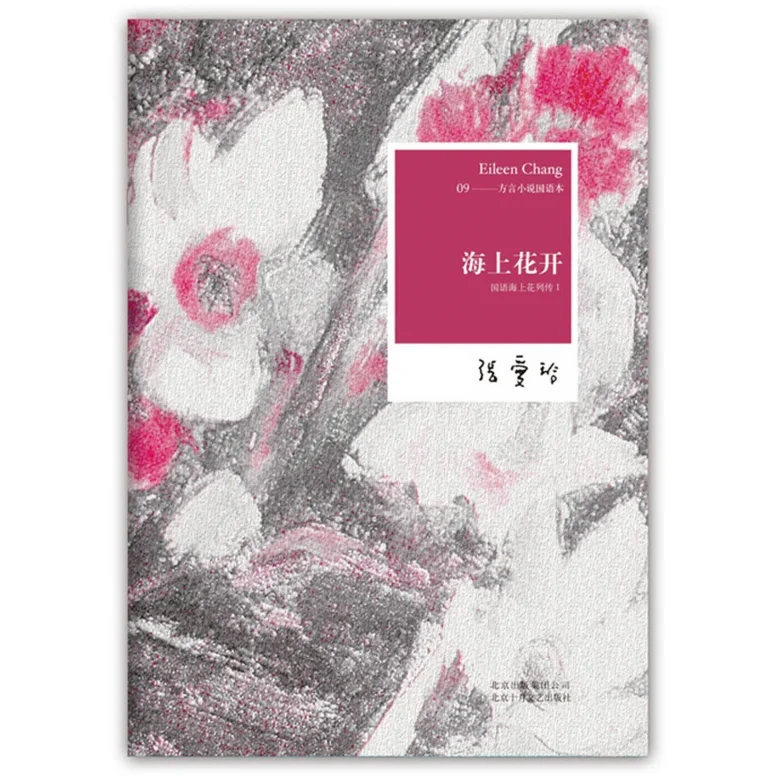 Eileen Chang
09——方言小说国语本
海上花开
国语海上花列传 I
张爱玲
北京出版集团公司
北京十月文艺出版社